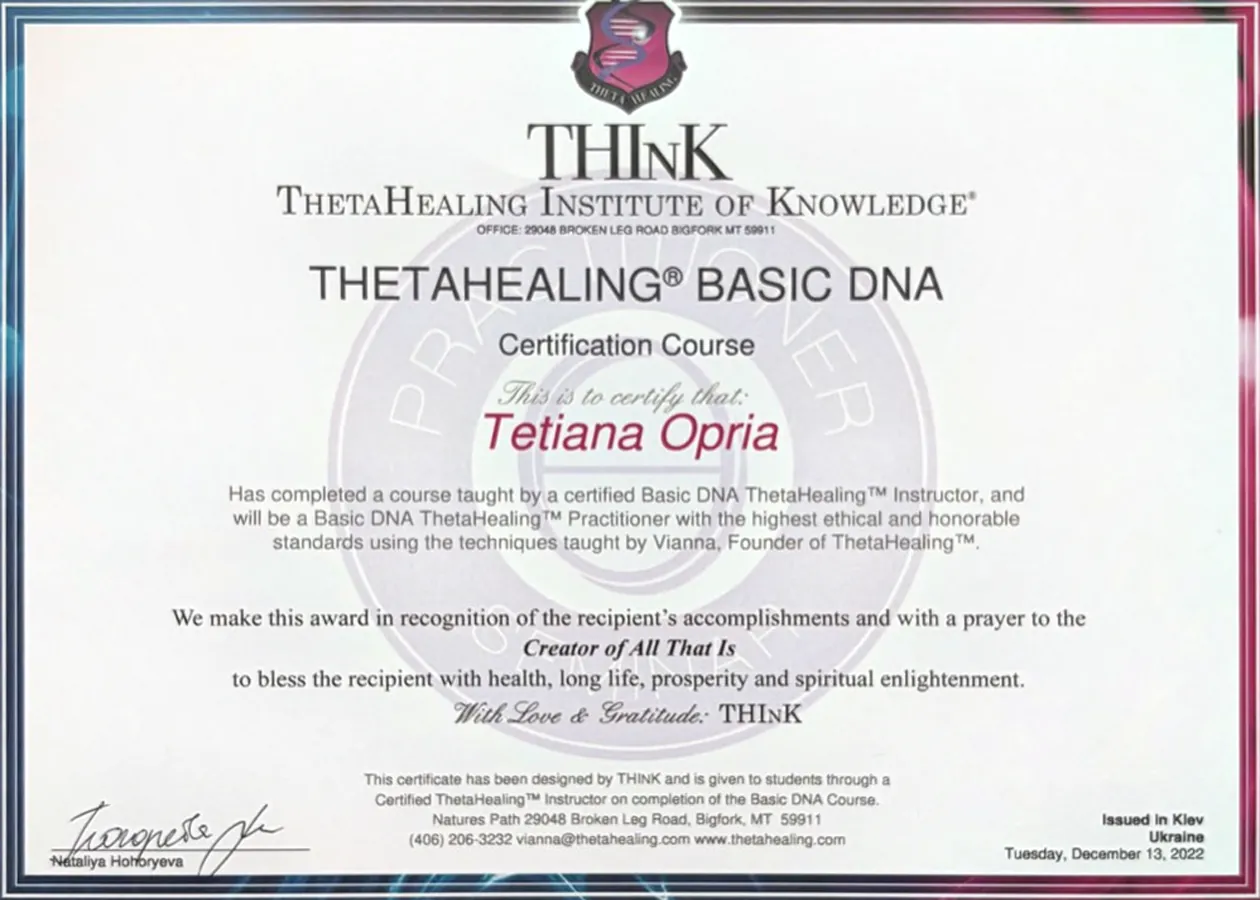 THETA HEALING
THInK
ThetaHealing Institute of Knowledge®
OFFICE: 29048 BROKEN LEG ROAD BIGFORK MT 59911
THETAHEALING® BASIC DNA
Certification Course
This is to certify that:
Tetiana Opria
Has completed a course taught by a certified Basic DNA ThetaHealing™ Instructor, and
will be a Basic DNA ThetaHealing™ Practitioner with the highest ethical and honorable
standards using the techniques taught by Vianna, Founder of ThetaHealing™.
We make this award in recognition of the recipient's accomplishments and with a prayer to the
Creator of All That Is
to bless the recipient with health, long life, prosperity and spiritual enlightenment.
With Love & Gratitude: THInK
This certificate has been designed by THINK and is given to students through a
Certified ThetaHealing™ Instructor on completion of the Basic DNA Course.
Natures Path 29048 Broken Leg Road, Bigfork, MT 59911
(406) 206-3232 vianna@thetahealing.com www.thetahealing.com
Nataliya Hohoryeva
Issued in Kiev
Ukraine
Tuesday, December 13, 2022
PRACTITIONER
SEMINAR